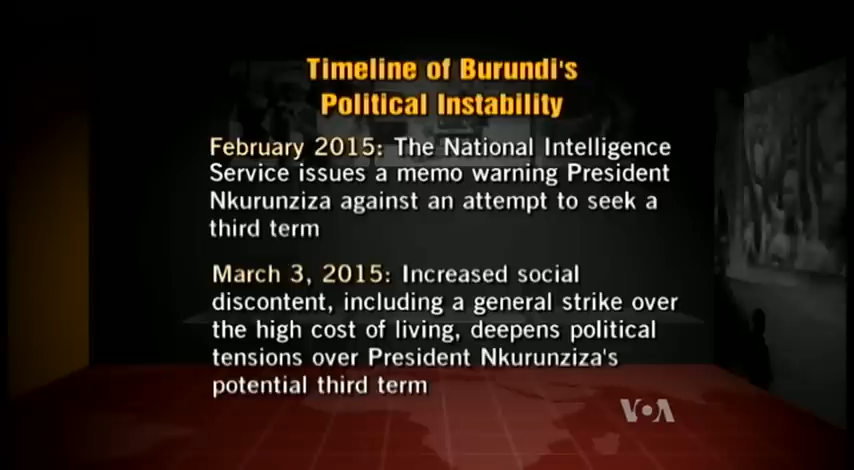 Timeline of Burundi's
Political Instability
February 2015: The National Intelligence
Service issues a memo warning President
Nkurunziza against an attempt to seek a
third term
March 3, 2015: Increased social
discontent, including a general strike over
the high cost of living, deepens political
tensions over President Nkurunziza's
potential third term
VOA